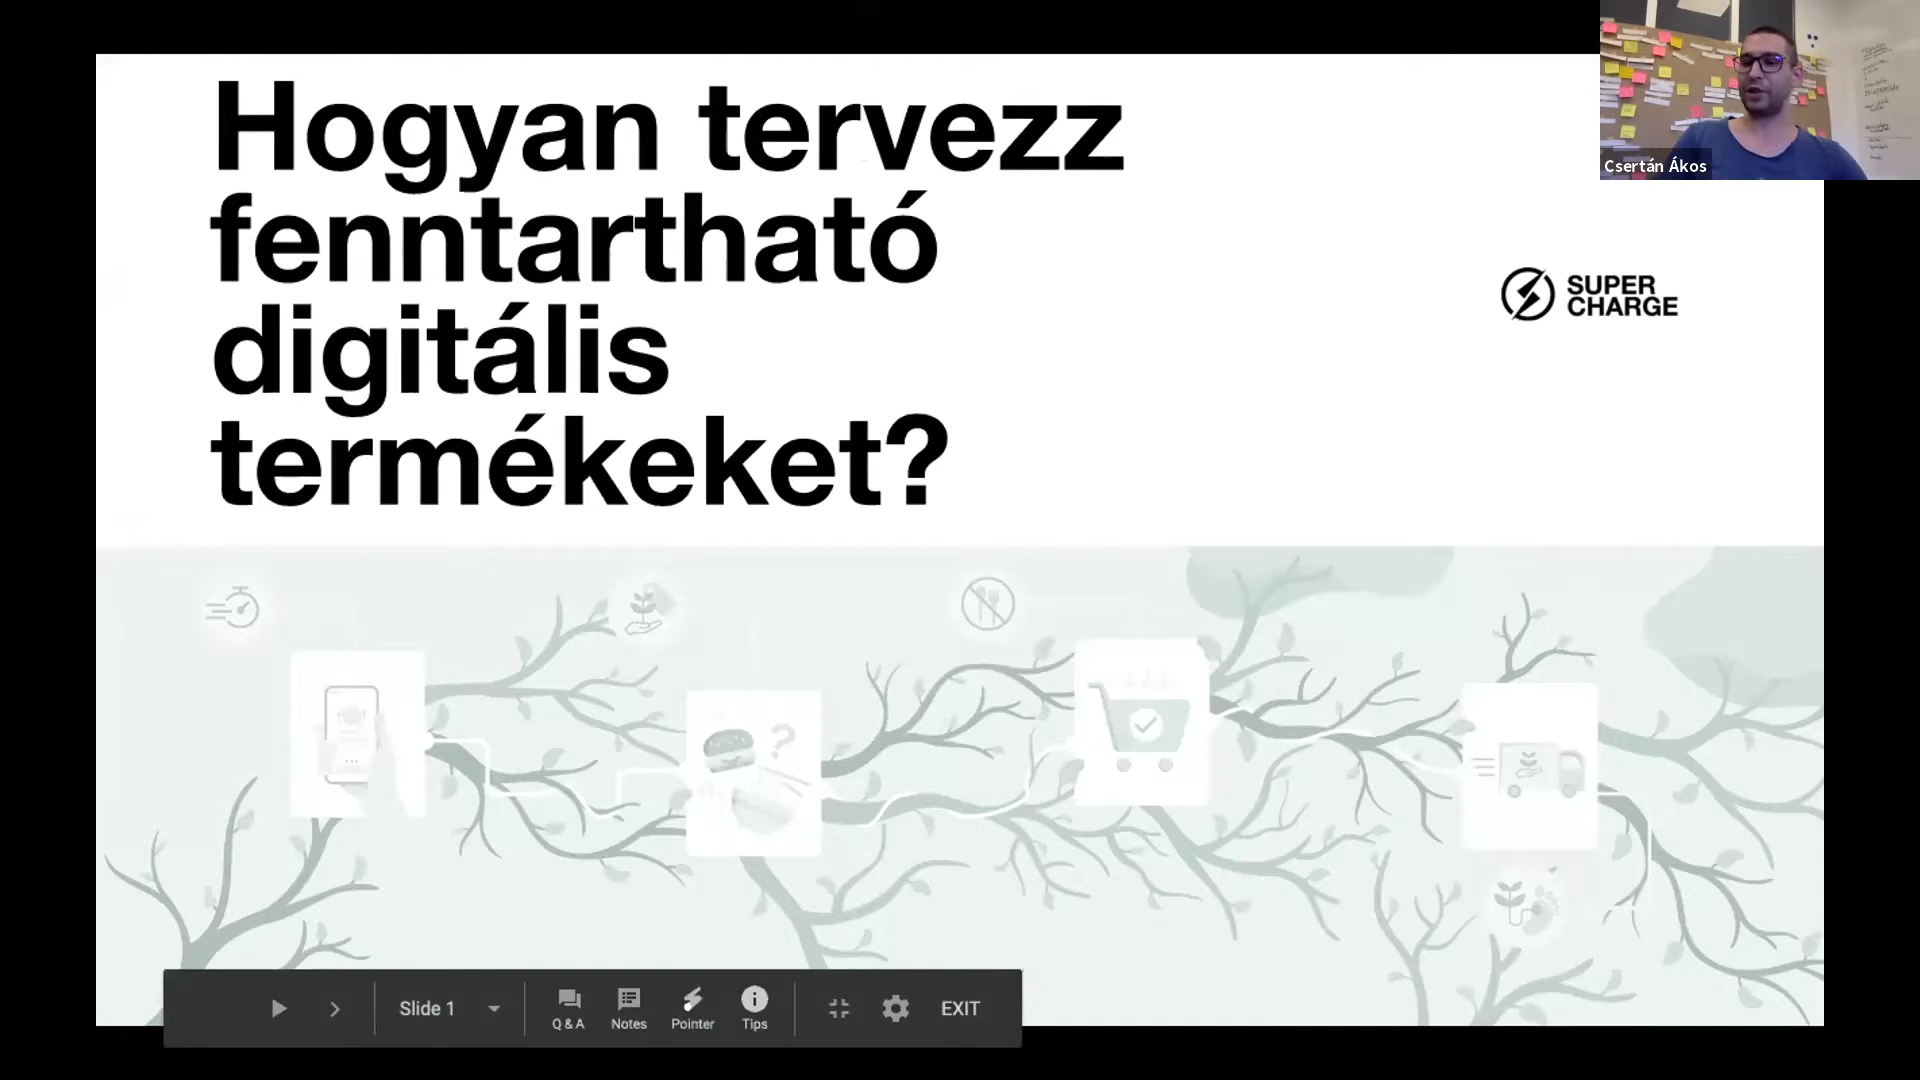 Hogyan tervezz
fenntartható
digitális
termékeket?
SUPER
CHARGE
Csertán Ákos
?
Slide 1
Q & A
Notes
Pointer
Tips
EXIT